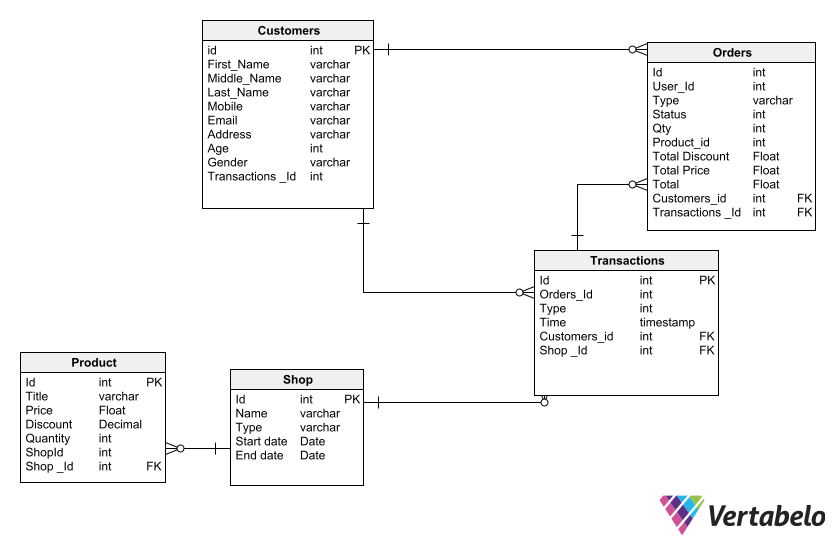 Customers
id int PK
First_Name varchar
Middle_Name varchar
Last_Name varchar
Mobile varchar
Email varchar
Address varchar
Age int
Gender varchar
Transactions _Id int
Orders
Id int
User_Id int
Type varchar
Status int
Qty int
Product_id int
Total Discount Float
Total Price Float
Total Float
Customers_id int FK
Transactions _Id int FK
Transactions
Id int PK
Orders_Id int
Type int
Time timestamp
Customers_id int FK
Shop _Id int FK
Product
Id int PK
Title varchar
Price Float
Discount Decimal
Quantity int
ShopId int
Shop _Id int FK
Shop
Id int PK
Name varchar
Type varchar
Start date Date
End date Date
Vertabelo